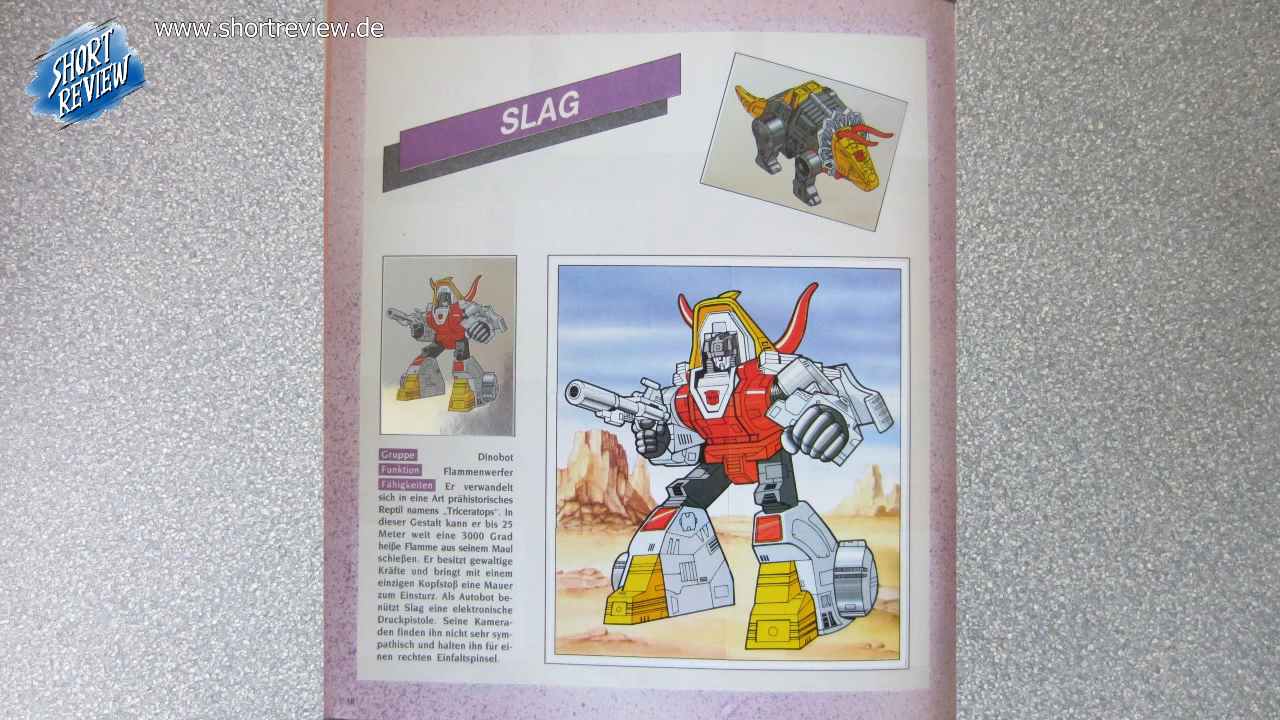 www.shortreview.de
SHORT
REVIEW
SLAG
Gruppe Dinobot
Funktion Flammenwerfer
Fähigkeiten Er verwandelt
sich in eine Art prähistorisches
Reptil namens „Triceratops". In
dieser Gestalt kann er bis 25
Meter weit eine 3000 Grad
heiße Flamme aus seinem Maul
schießen. Er besitzt gewaltige
Kräfte und bringt mit einem
einzigen Kopfstoß eine Mauer
zum Einsturz. Als Autobot be-
nützt Slag eine elektronische
Druckpistole. Seine Kamera-
den finden ihn nicht sehr sym-
pathisch und halten ihn für ei-
nen rechten Einfaltspinsel.